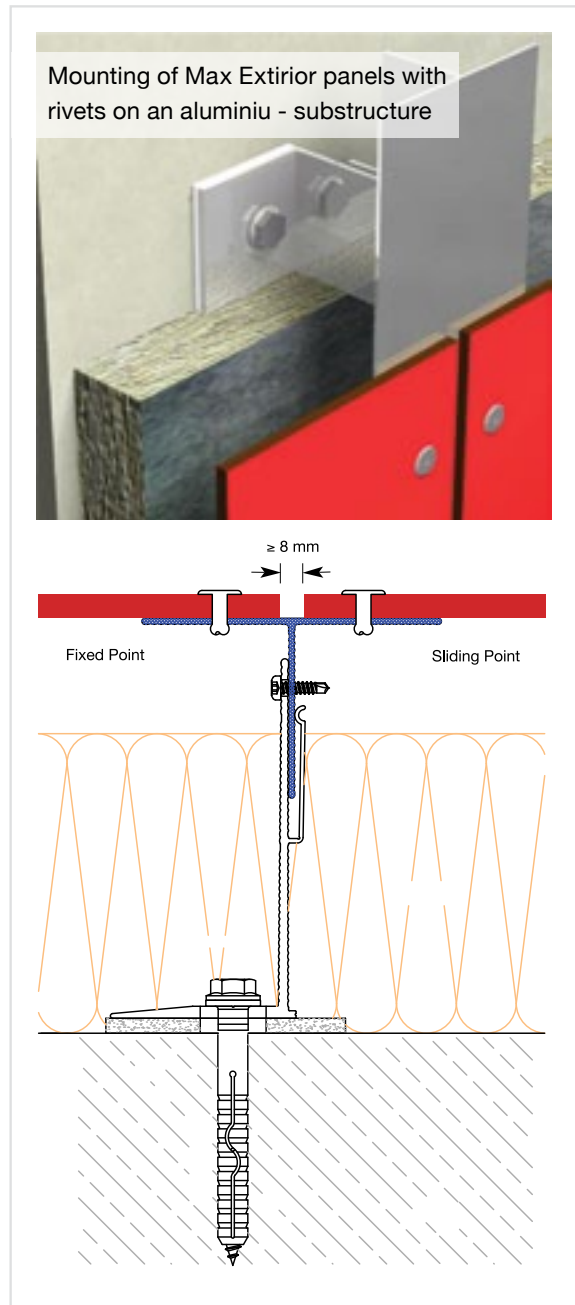 Mounting of Max Extirior panels with
rivets on an aluminiu - substructure
≥ 8 mm
Fixed Point
Sliding Point